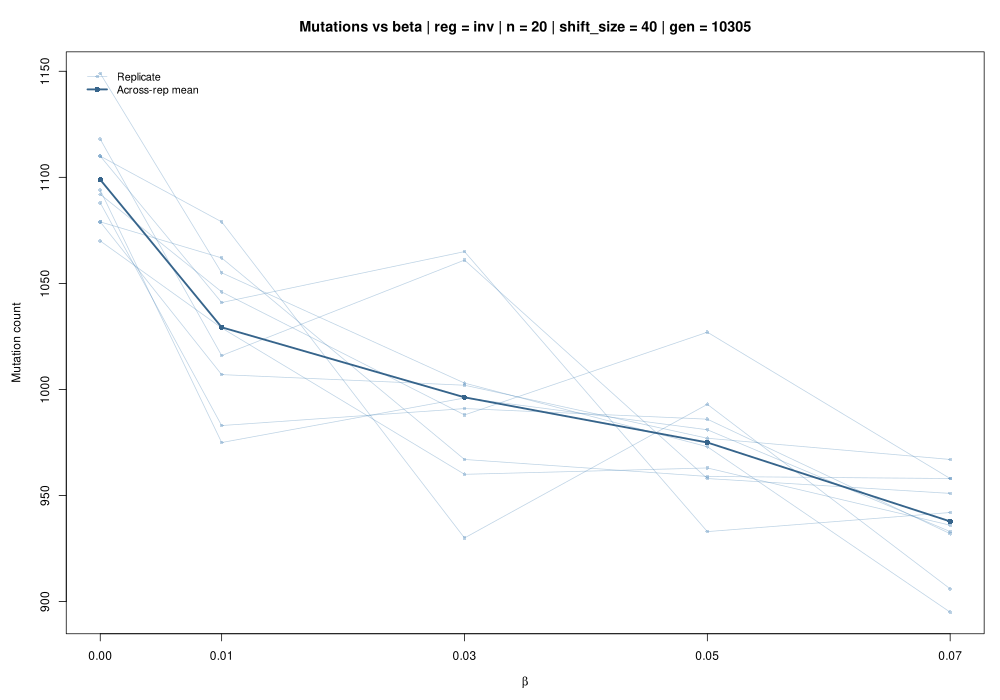 Mutations vs beta | reg = inv | n = 20 | shift_size = 40 | gen = 10305
Replicate
Across-rep mean
Mutation count
1150
1100
1050
1000
950
900
0.00
0.01
0.03
0.05
0.07
β